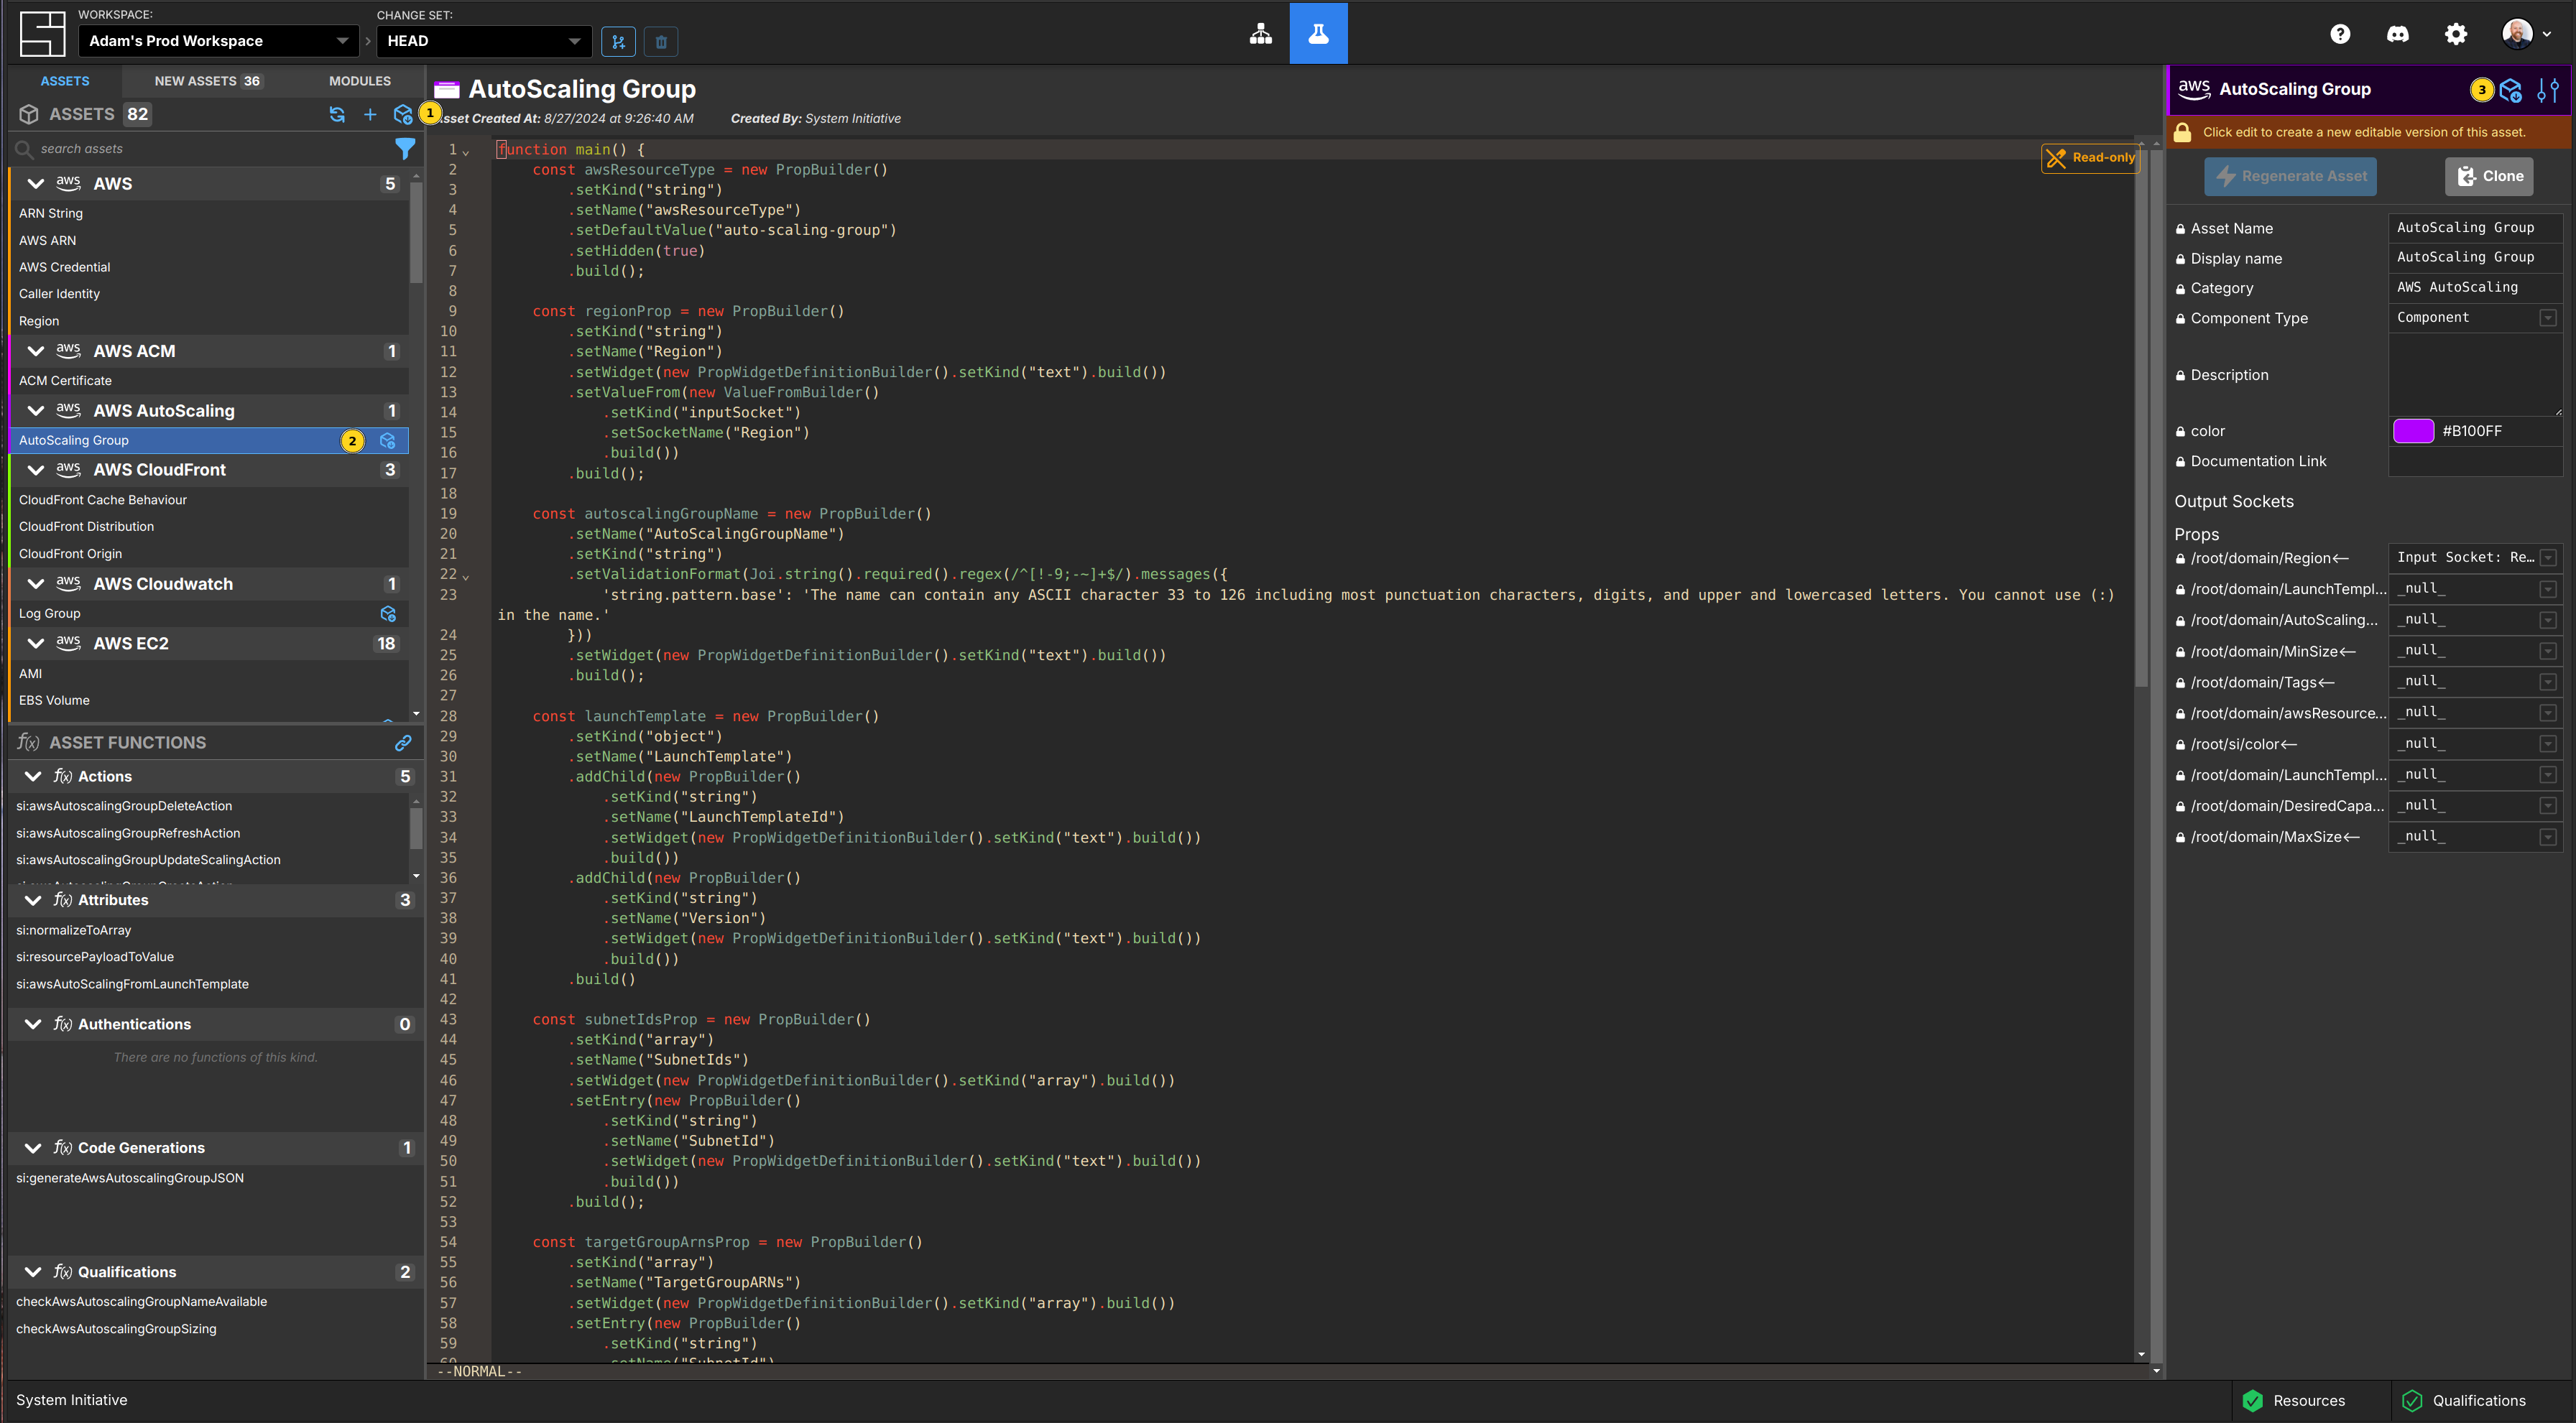 WORKSPACE:
Adam's Prod Workspace
CHANGE SET:
HEAD
ASSETS
NEW ASSETS 36
MODULES
ASSETS 82
1
search assets
AWS 5
ARN String
AWS ARN
AWS Credential
Caller Identity
Region
aws AWS ACM 1
ACM Certificate
aws AWS AutoScaling 1
AutoScaling Group 2
aws AWS CloudFront 3
CloudFront Cache Behaviour
CloudFront Distribution
CloudFront Origin
aws AWS Cloudwatch 1
Log Group
aws AWS EC2 18
AMI
EBS Volume
f(x) ASSET FUNCTIONS
f(x) Actions 5
si:awsAutoscalingGroupDeleteAction
si:awsAutoscalingGroupRefreshAction
si:awsAutoscalingGroupUpdateScalingAction
f(x) Attributes 3
si:normalizeToArray
si:resourcePayloadToValue
si:awsAutoScalingFromLaunchTemplate
f(x) Authentications 0
There are no functions of this kind.
f(x) Code Generations 1
si:generateAwsAutoscalingGroupJSON
f(x) Qualifications 2
checkAwsAutoscalingGroupNameAvailable
checkAwsAutoscalingGroupSizing
AutoScaling Group
Asset Created At: 8/27/2024 at 9:26:40 AM Created By: System Initiative
Read-only
1 function main() {
2 const awsResourceType = new PropBuilder()
3 .setKind("string")
4 .setName("awsResourceType")
5 .setDefaultValue("auto-scaling-group")
6 .setHidden(true)
7 .build();
8
9 const regionProp = new PropBuilder()
10 .setKind("string")
11 .setName("Region")
12 .setWidget(new PropWidgetDefinitionBuilder().setKind("text").build())
13 .setValueFrom(new ValueFromBuilder()
14 .setKind("inputSocket")
15 .setSocketName("Region")
16 .build())
17 .build();
18
19 const autoscalingGroupName = new PropBuilder()
20 .setName("AutoScalingGroupName")
21 .setKind("string")
22 .setValidationFormat(Joi.string().required().regex(/^[!-9;-~]+$/).messages({
23 'string.pattern.base': 'The name can contain any ASCII character 33 to 126 including most punctuation characters, digits, and upper and lowercased letters. You cannot use (:)
in the name.'
24 }))
25 .setWidget(new PropWidgetDefinitionBuilder().setKind("text").build())
26 .build();
27
28 const launchTemplate = new PropBuilder()
29 .setKind("object")
30 .setName("LaunchTemplate")
31 .addChild(new PropBuilder()
32 .setKind("string")
33 .setName("LaunchTemplateId")
34 .setWidget(new PropWidgetDefinitionBuilder().setKind("text").build())
35 .build())
36 .addChild(new PropBuilder()
37 .setKind("string")
38 .setName("Version")
39 .setWidget(new PropWidgetDefinitionBuilder().setKind("text").build())
40 .build())
41 .build()
42
43 const subnetIdsProp = new PropBuilder()
44 .setKind("array")
45 .setName("SubnetIds")
46 .setWidget(new PropWidgetDefinitionBuilder().setKind("array").build())
47 .setEntry(new PropBuilder()
48 .setKind("string")
49 .setName("SubnetId")
50 .setWidget(new PropWidgetDefinitionBuilder().setKind("text").build())
51 .build())
52 .build();
53
54 const targetGroupArnsProp = new PropBuilder()
55 .setKind("array")
56 .setName("TargetGroupARNs")
57 .setWidget(new PropWidgetDefinitionBuilder().setKind("array").build())
58 .setEntry(new PropBuilder()
59 .setKind("string")
60 .setName("SubnetId")
--NORMAL--
aws AutoScaling Group 3
Click edit to create a new editable version of this asset.
Regenerate Asset
Clone
Asset Name AutoScaling Group
Display name AutoScaling Group
Category AWS AutoScaling
Component Type Component
Description
color #B100FF
Documentation Link
Output Sockets
Props
/root/domain/Region← Input Socket: Re...
/root/domain/LaunchTempl... _null_
/root/domain/AutoScaling... _null_
/root/domain/MinSize← _null_
/root/domain/Tags← _null_
/root/domain/awsResource... _null_
/root/si/color← _null_
/root/domain/LaunchTempl... _null_
/root/domain/DesiredCapa... _null_
/root/domain/MaxSize← _null_
System Initiative
Resources
Qualifications